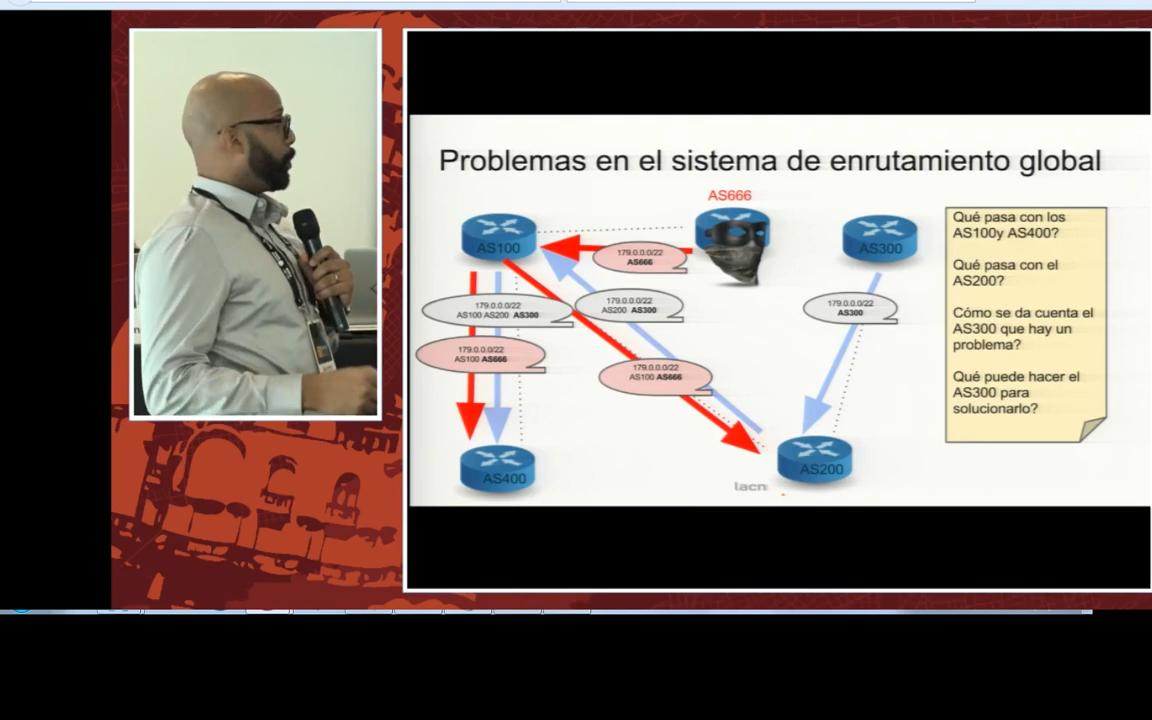 Problemas en el sistema de enrutamiento global
AS666
AS100
AS300
179.0.0.0/22
AS666
179.0.0.0/22
AS100 AS200 AS300
179.0.0.0/22
AS200 AS300
179.0.0.0/22
AS300
179.0.0.0/22
AS100 AS666
179.0.0.0/22
AS100 AS666
AS400
AS200
lacn
Qué pasa con los
AS100y AS400?
Qué pasa con el
AS200?
Cómo se da cuenta el
AS300 que hay un
problema?
Qué puede hacer el
AS300 para
solucionarlo?